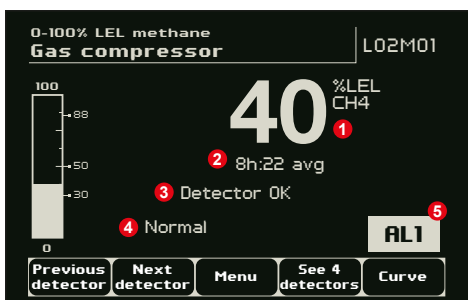 0-100% LEL methane
Gas compressor
L02M01
100
88
50
30
0
40
%LEL
CH4
1
2 8h:22 avg
3 Detector OK
4 Normal
5
AL1
Previous detector
Next detector
Menu
See 4 detectors
Curve